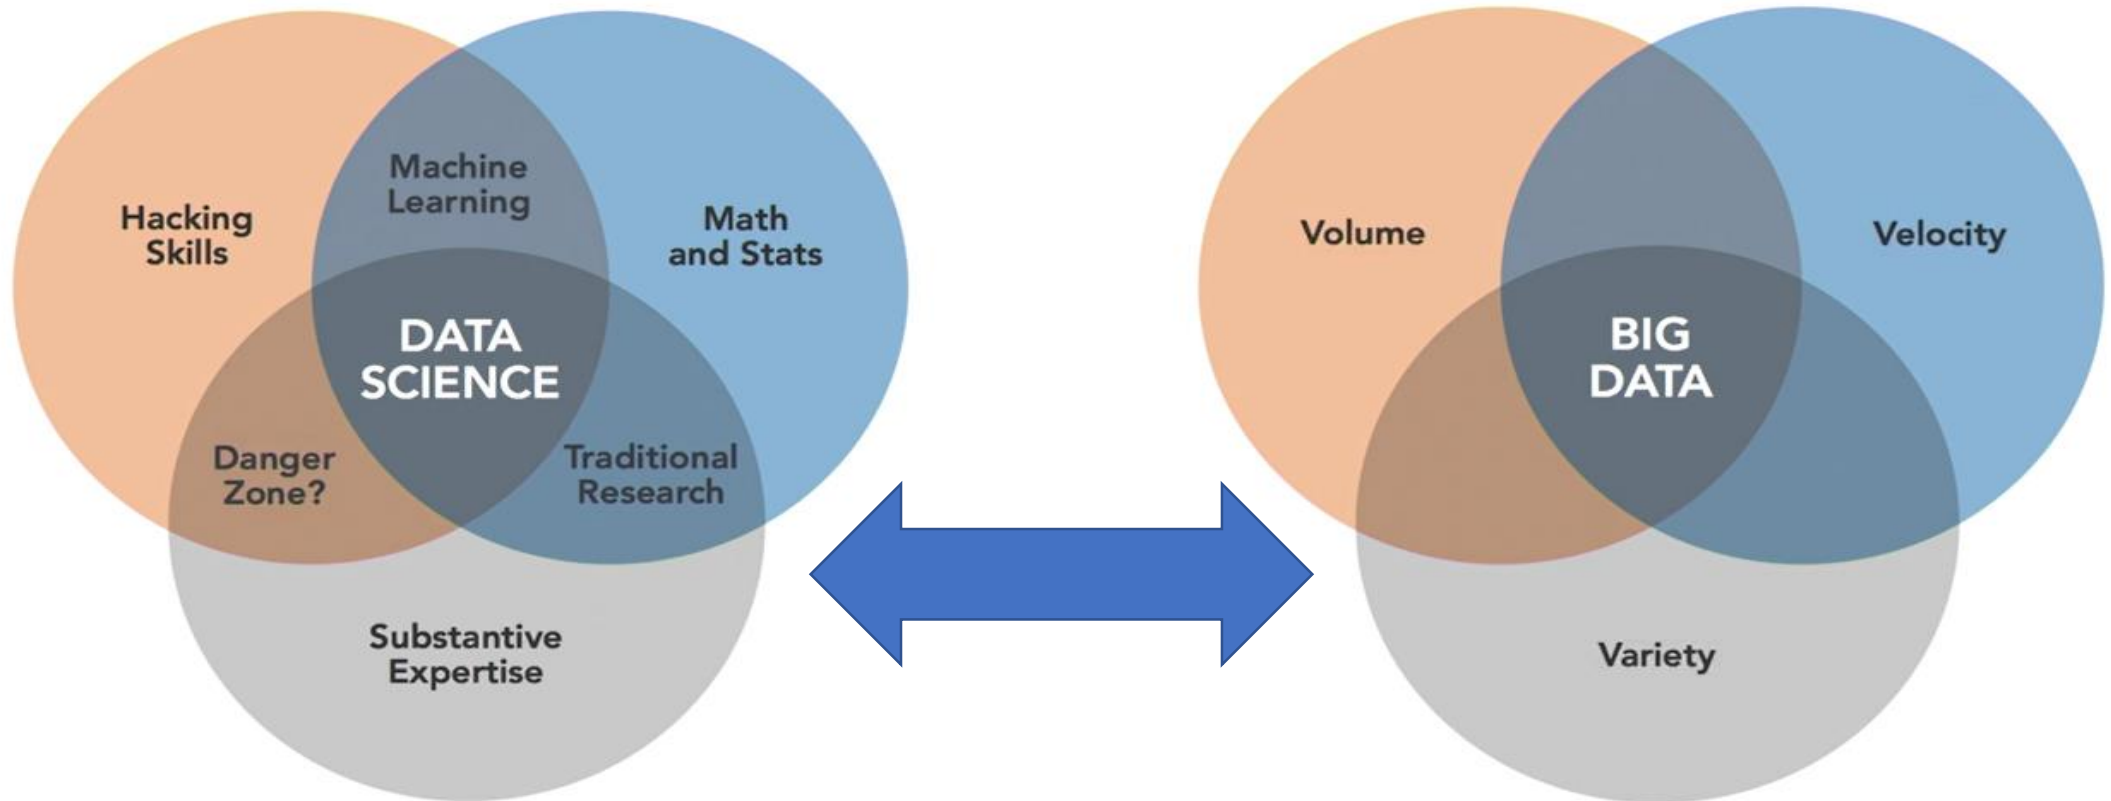 Machine
Learning
Hacking
Skills
Math
and Stats
DATA
SCIENCE
Danger
Zone?
Traditional
Research
Substantive
Expertise
Volume
Velocity
BIG
DATA
Variety